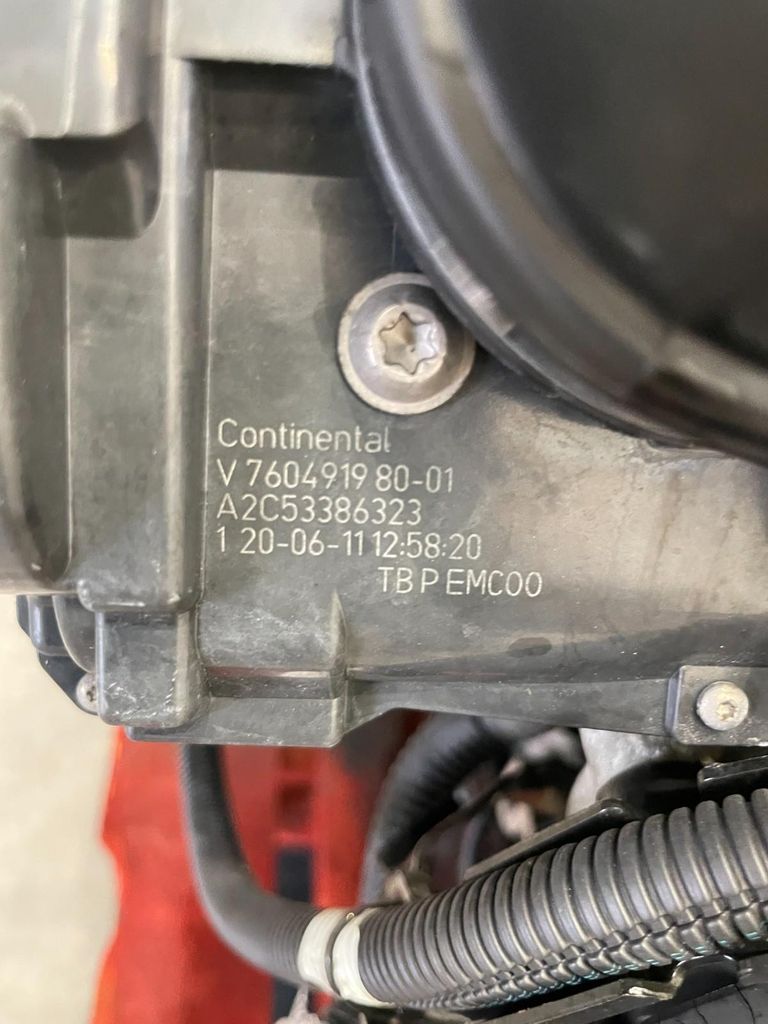 Continental
V 7604919 80-01
A2C53386323
1 20-06-11 12:58:20
TB P EMC00